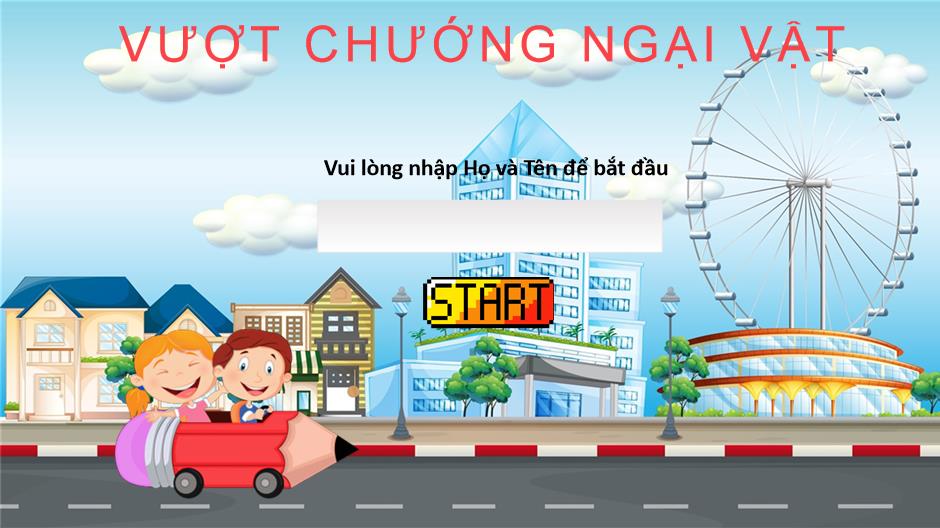 VƯỢT CHƯỚNG NGẠI VẬT
Vui lòng nhập Họ và Tên để bắt đầu
START